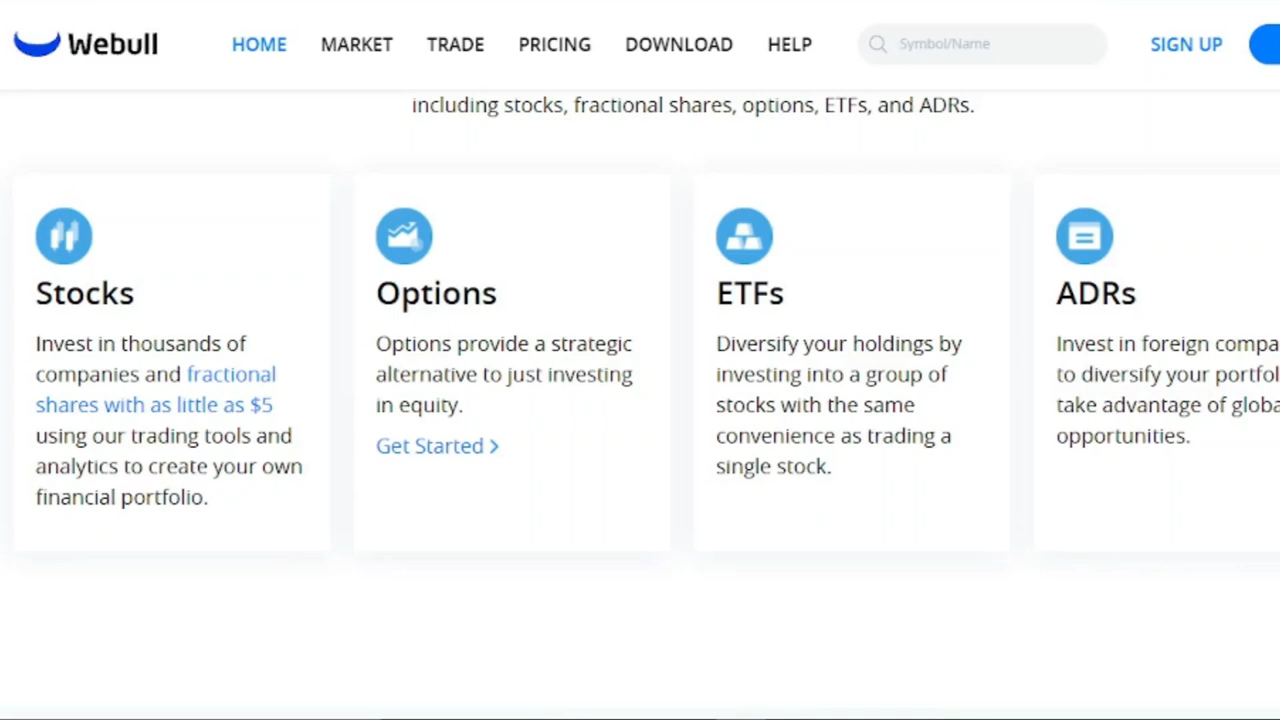 Webull
HOME MARKET TRADE PRICING DOWNLOAD HELP Symbol/Name SIGN UP
including stocks, fractional shares, options, ETFs, and ADRs.
Stocks
Invest in thousands of
companies and fractional
shares with as little as $5
using our trading tools and
analytics to create your own
financial portfolio.
Options
Options provide a strategic
alternative to just investing
in equity.
Get Started >
ETFs
Diversify your holdings by
investing into a group of
stocks with the same
convenience as trading a
single stock.
ADRs
Invest in foreign compa
to diversify your portfol
take advantage of globa
opportunities.